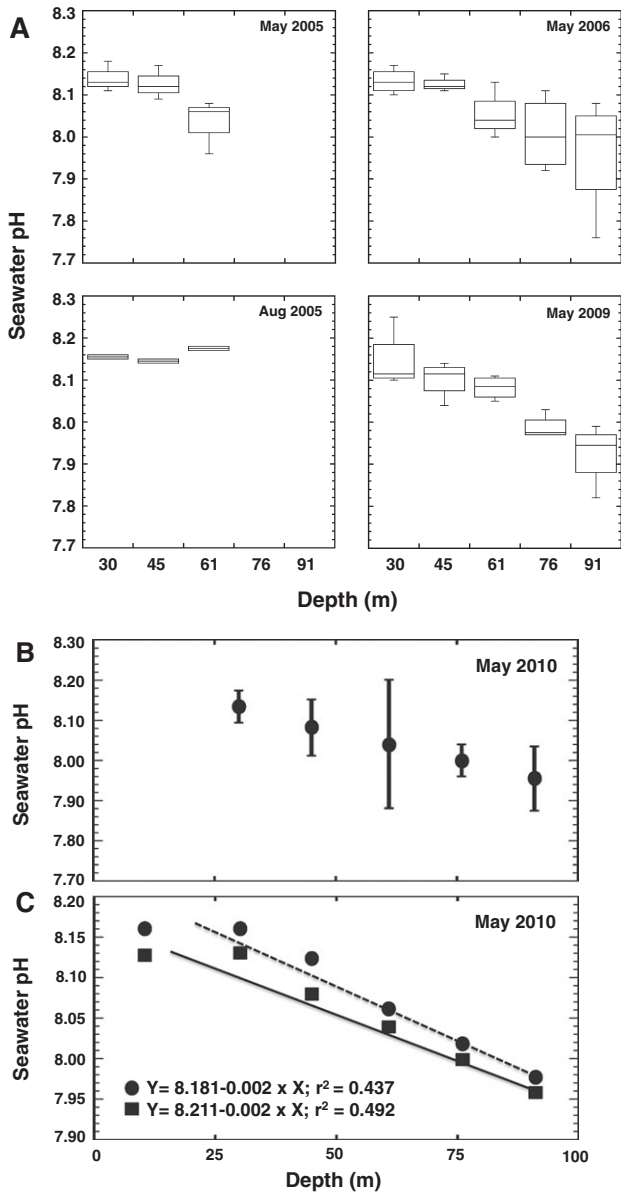 A
May 2005
May 2006
8.3
8.2
8.1
8.0
7.9
7.8
7.7
Seawater pH
Aug 2005
May 2009
8.3
8.2
8.1
8.0
7.9
7.8
7.7
30 45 61 76 91 30 45 61 76 91
Depth (m)
B
May 2010
8.30
8.20
8.10
8.00
7.90
7.80
7.70
Seawater pH
0 25 50 75 100
C
May 2010
8.20
8.15
8.10
8.05
8.00
7.95
7.90
Seawater pH
Y= 8.181-0.002 x X; r² = 0.437
Y= 8.211-0.002 x X; r² = 0.492
0 25 50 75 100
Depth (m)